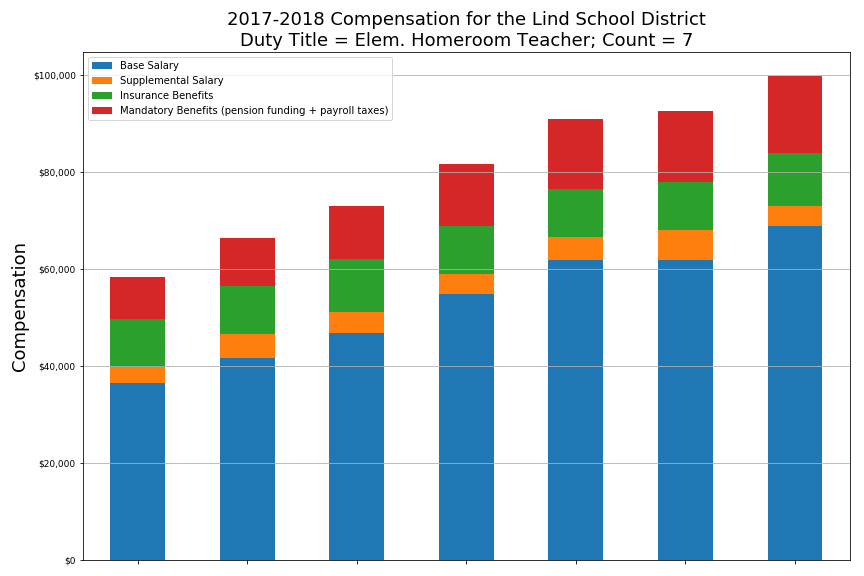 2017-2018 Compensation for the Lind School District
Duty Title = Elem. Homeroom Teacher; Count = 7
Base Salary
Supplemental Salary
Insurance Benefits
Mandatory Benefits (pension funding + payroll taxes)
$100,000
$80,000
$60,000
$40,000
$20,000
$0
Compensation